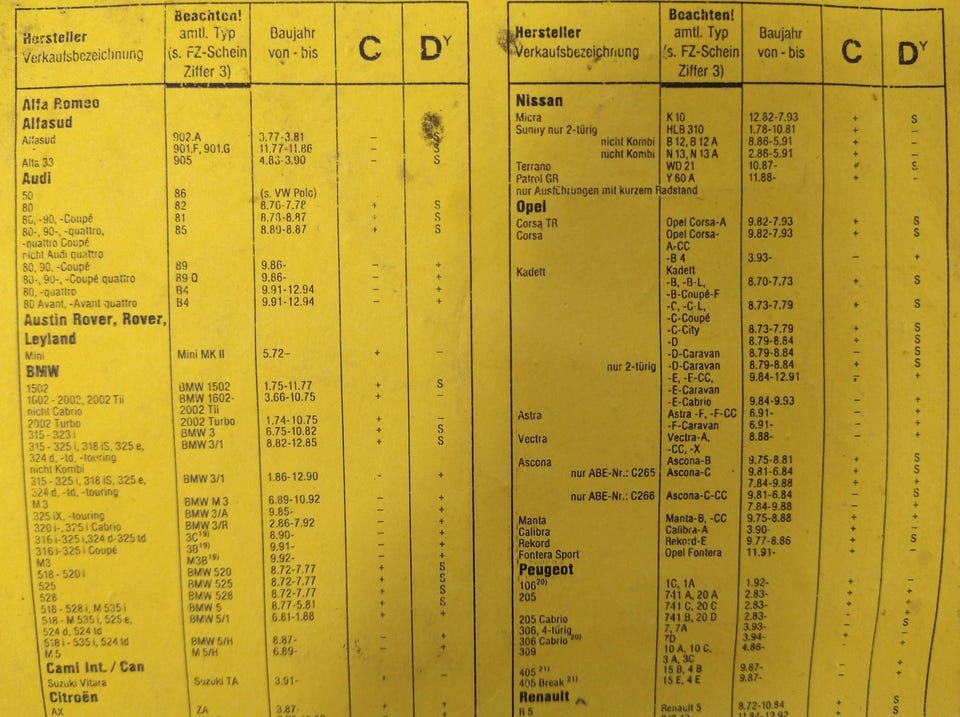 Hersteller
Verkaufsbezeichnung
Beachten!
amtl. Typ
(s. FZ-Schein
Ziffer 3)
Baujahr
von - bis
C
DY
Alfa Romeo
Alfasud
Alfasud 902.A 3.77-3.81 – S
901.F, 901.G 11.77-11.86 – S
Alfa 33 905 4.83-3.90 – S
Audi
50 86 (s. VW Polo)
80 82 8.76-7.78 + S
80, -90, -Coupé 81 8.78-8.87 + S
80-, 90-, -quattro, 85 8.80-8.87 + S
-quattro Coupé
nicht Audi quattro
80, 90, -Coupé 89 9.86- – +
80-, 90-, -Coupé quattro 89 Q 9.86- – +
80, -quattro B4 9.91-12.94 – +
80 Avant, -Avant quattro B4 9.91-12.94 – +
Austin Rover, Rover,
Leyland
Mini Mini MK II 5.72– + –
BMW
1502 BMW 1502 1.75-11.77 + S
1602 - 2002, 2002 Tii BMW 1602- 3.66-10.75 +
nicht Cabrio 2002 Tii
2002 Turbo 2002 Turbo 1.74-10.75 +
315 - 323 i BMW 3 6.75-10.82 + S
315 - 325 i, 318 iS, 325 e, BMW 3/1 8.82-12.85 + S
324 d, -td, -touring
nicht Kombi
315 - 325 i, 318 iS, 325 e, BMW 3/1 1.86-12.90 – +
324 d, -td, -touring
M3 BMW M 3 6.89-10.92 – +
325 iX, -touring BMW 3/A 9.85- – +
320 i-, 325 i Cabrio BMW 3/R 2.86-7.92 – +
316 i-325 i, 324 d-325 td 3C19) 8.90- – +
316 i-325 i Coupé 3B19) 9.91- – +
M3 M3B19) 9.92- – +
518 - 520 i BMW 520 8.72-7.77 + S
525 BMW 525 8.72-7.77 + S
528 BMW 528 8.72-7.77 + S
518 - 528 i, M 535 i BMW 5 8.77-5.81 + S
518 - M 535 i, 525 e, BMW 5/1 6.81-1.88 + +
524 d, 524 td
518 i - 535 i, 524 td BMW 5/H 8.87- – +
M 5 M 5/H 6.89- – +
Cami Int. / Can
Suzuki Vitara Suzuki TA 3.91-
Citroën
AX ZA 3.87 + +
Hersteller
Verkaufsbezeichnung
Beachten!
amtl. Typ
(s. FZ-Schein
Ziffer 3)
Baujahr
von - bis
C
DY
Nissan
Micra K 10 12.82-7.93 + S
Sunny nur 2-türig HLB 310 1.78-10.81 +
nicht Kombi B 12, B 12 A 8.86-5.91 +
nicht Kombi N 13, N 13 A 2.86-5.91 +
Terrano WD 21 10.87- – S
Patrol GR Y 60 A 11.88- +
nur Ausführungen mit kurzem Radstand
Opel
Corsa TR Opel Corsa-A 9.82-7.93 + S
Corsa Opel Corsa- 9.82-7.93 + S
A-CC
-B 4 3.93- – +
Kadett Kadett
-B, -B-L, 8.70-7.73 + S
-B-Coupé-F
-C, -C-L, 8.73-7.79 + S
-C-Coupé
-C-City 8.73-7.79 + S
-D 8.79-8.84 + S
-D-Caravan 8.79-8.84 – S
nur 2-türig -D-Caravan 8.79-8.84 + S
-E, -F-CC, 9.84-12.91 – +
-E-Caravan
-E-Cabrio 9.84-9.93 – +
Astra Astra -F, -F-CC 6.91- – +
-F-Caravan 6.91- – +
Vectra Vectra-A, 8.88- – +
-CC, -X
Ascona Ascona-B 9.75-8.81 + S
nur ABE-Nr.: C265 Ascona-C 9.81-6.84 + S
7.84-9.88 + +
nur ABE-Nr.: C266 Ascona-C-CC 9.81-6.84 – S
7.84-9.88 – +
Manta Manta-B, -CC 9.75-8.88 + +
Calibra Calibra-A 3.90- – +
Rekord Rekord-E 9.77-8.86 + S
Fontera Sport Opel Fontera 11.91- – –
Peugeot
10620) 1C, 1A 1.92- + –
205 741 A, 20 A 2.83- + +
741 C, 20 C 2.83- + +
205 Cabrio 741 B, 20 D 2.83- – +
306, 4-türig 7, 7A 3.93- – S
306 Cabrio 20) 7D 3.94- – +
309 10 A, 10 C, 4.86- – +
3 A, 3C
405 21) 15 B, 4 B 9.87- – +
405 Break 21) 15 E, 4 E 9.87- – +
Renault
R 5 Renault 5 8.72-10.84 – S